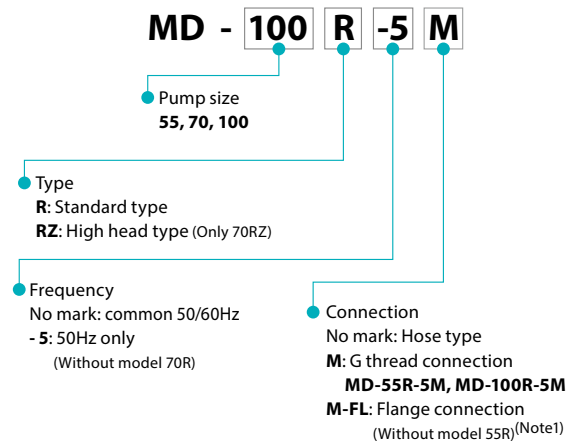 MD - 100 R -5 M
Pump size
55, 70, 100
Type
R: Standard type
RZ: High head type (Only 70RZ)
Frequency
No mark: common 50/60Hz
- 5: 50Hz only
(Without model 70R)
Connection
No mark: Hose type
M: G thread connection
MD-55R-5M, MD-100R-5M
M-FL: Flange connection
(Without model 55R)(Note1)